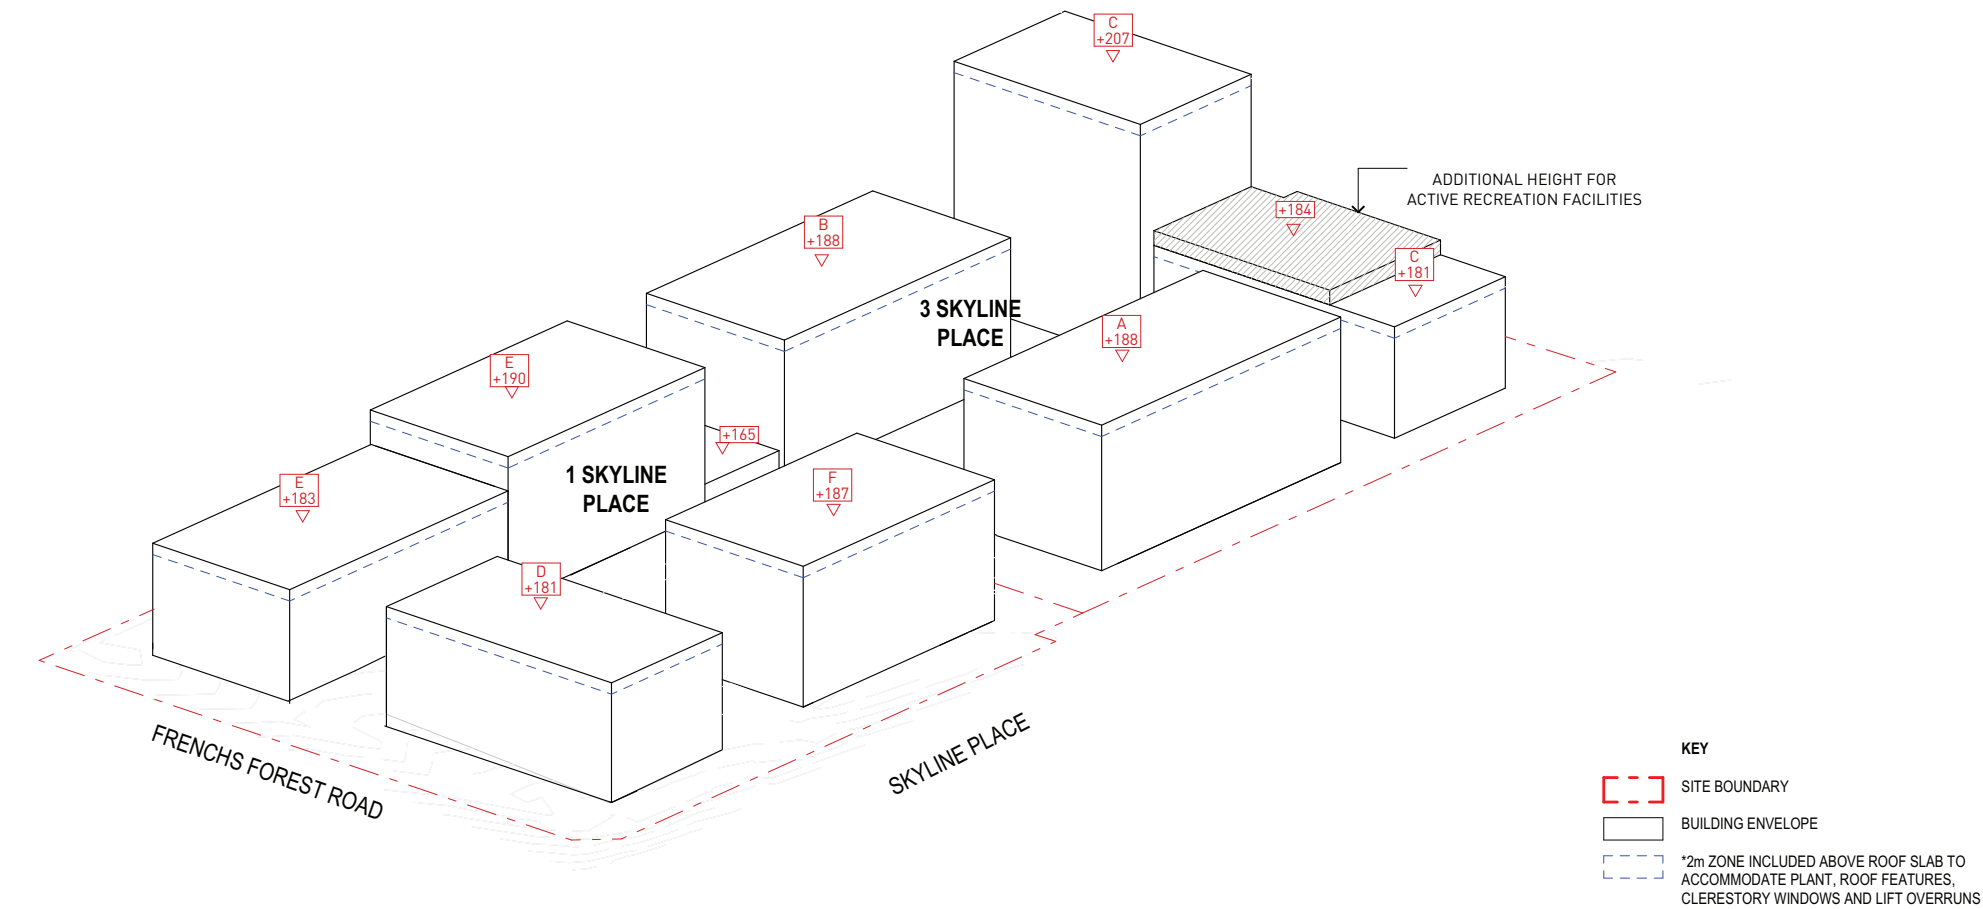 C
+207
ADDITIONAL HEIGHT FOR
ACTIVE RECREATION FACILITIES
+184
B
+188
C
+181
3 SKYLINE
PLACE
A
+188
E
+190
+165
1 SKYLINE
PLACE
E
+183
F
+187
D
+181
FRENCHS FOREST ROAD
SKYLINE PLACE
KEY
SITE BOUNDARY
BUILDING ENVELOPE
*2m ZONE INCLUDED ABOVE ROOF SLAB TO
ACCOMMODATE PLANT, ROOF FEATURES,
CLERESTORY WINDOWS AND LIFT OVERRUNS